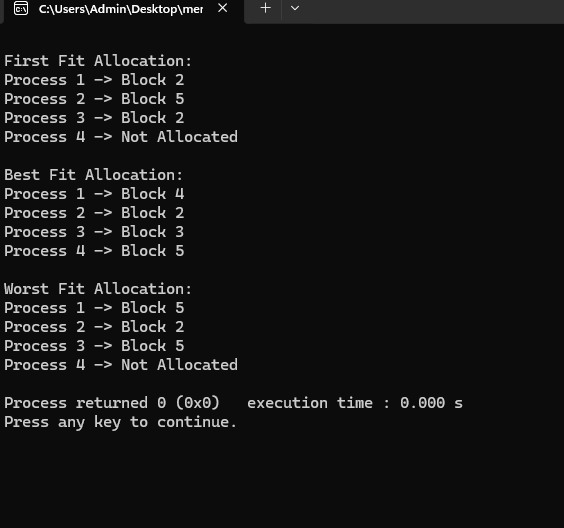 C:\Users\Admin\Desktop\mer
First Fit Allocation:
Process 1 -> Block 2
Process 2 -> Block 5
Process 3 -> Block 2
Process 4 -> Not Allocated
Best Fit Allocation:
Process 1 -> Block 4
Process 2 -> Block 2
Process 3 -> Block 3
Process 4 -> Block 5
Worst Fit Allocation:
Process 1 -> Block 5
Process 2 -> Block 2
Process 3 -> Block 5
Process 4 -> Not Allocated
Process returned 0 (0x0)   execution time : 0.000 s
Press any key to continue.